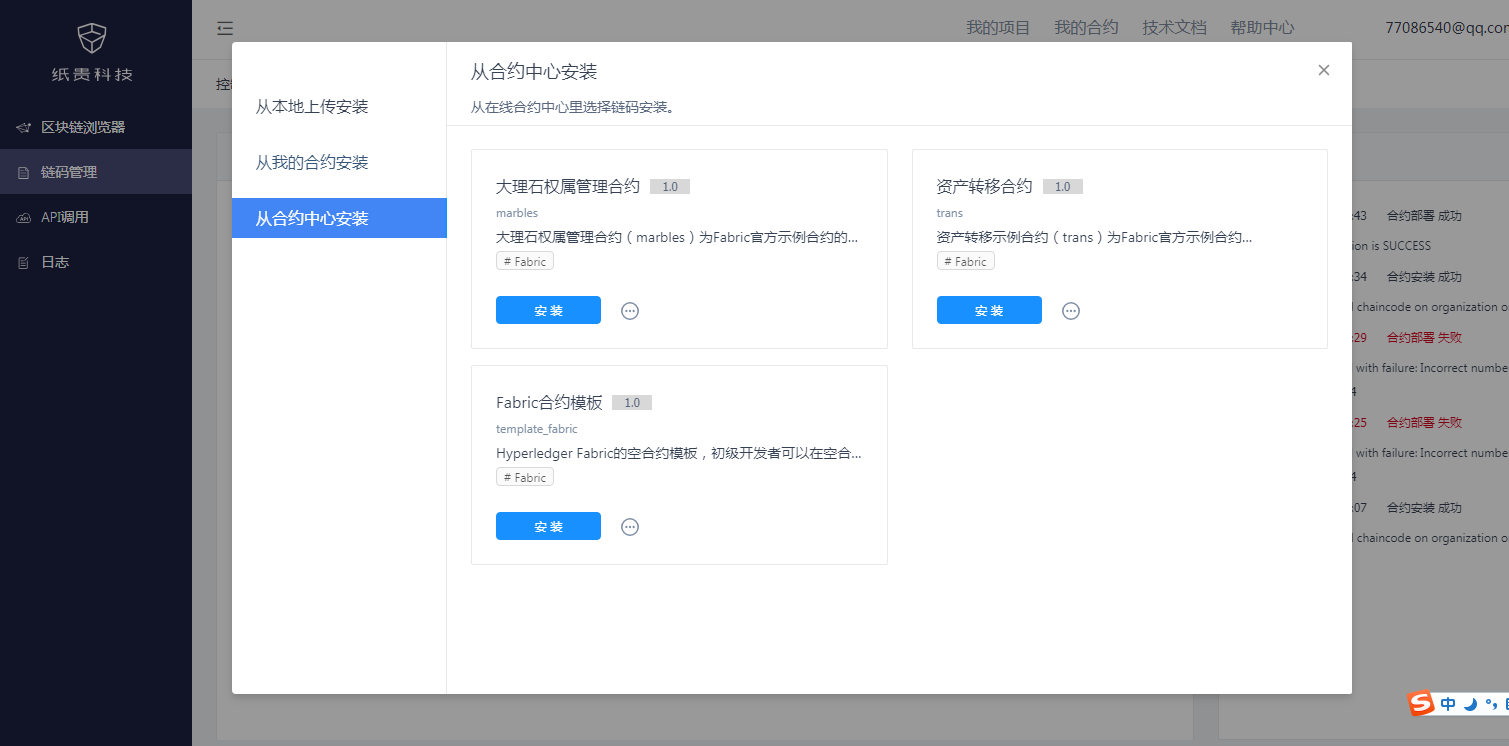 纸贵科技
区块链浏览器
链码管理
API调用
日志
我的项目 我的合约 技术文档 帮助中心 77086540@qq.com
从本地上传安装
从我的合约安装
从合约中心安装
从合约中心安装
从在线合约中心里选择链码安装。
大理石权属管理合约 1.0
marbles
大理石权属管理合约（marbles）为Fabric官方示例合约的...
# Fabric
安装
资产转移合约 1.0
trans
资产转移示例合约（trans）为Fabric官方示例合约...
# Fabric
安装
Fabric合约模板 1.0
template_fabric
Hyperledger Fabric的空合约模板，初级开发者可以在空合...
# Fabric
安装
:43 合约部署 成功
ion is SUCCESS
:34 合约安装 成功
chaincode on organization o
:29 合约部署 失败
with failure: Incorrect numbe
4
:25 合约部署 失败
with failure: Incorrect numbe
4
:07 合约安装 成功
chaincode on organization o
中